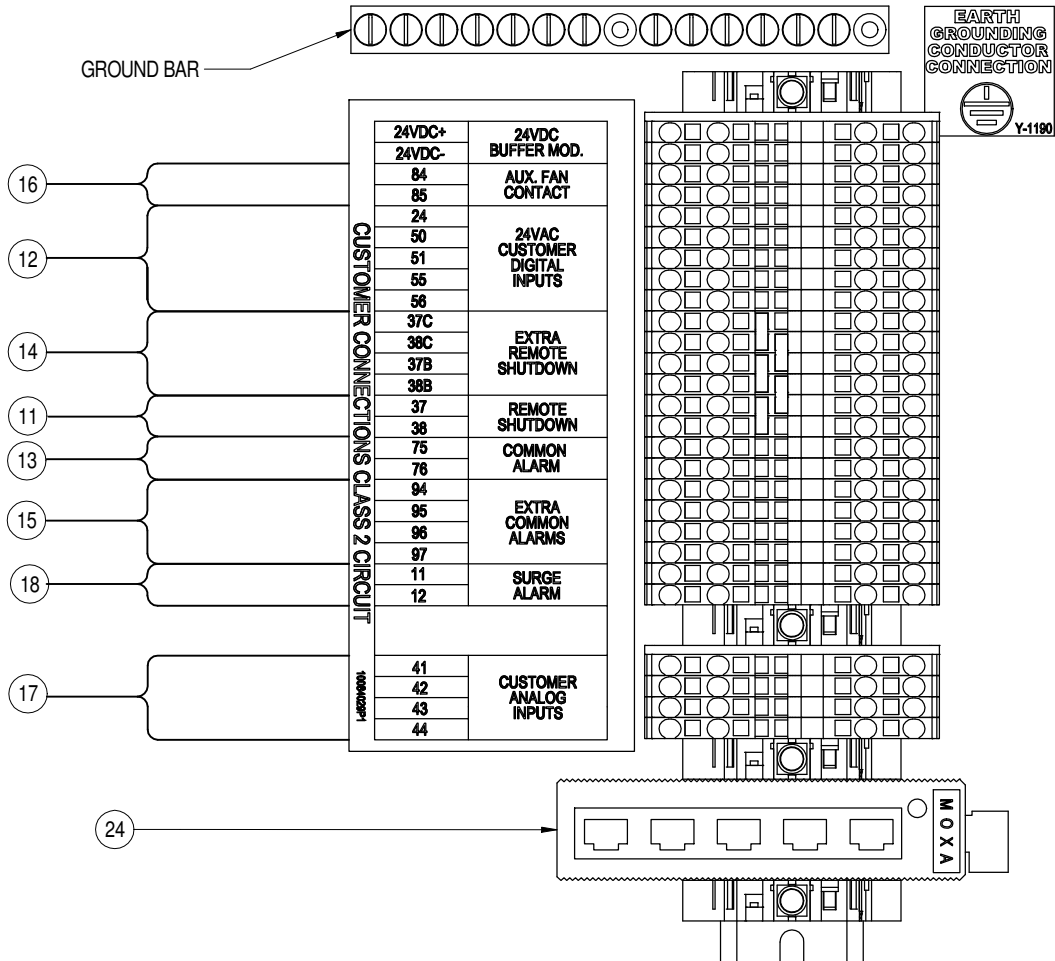 GROUND BAR
EARTH
GROUNDING
CONDUCTOR
CONNECTION
Y-1190
24VDC+
24VDC-
24VDC
BUFFER MOD.
16
84
85
AUX. FAN
CONTACT
12
24
50
51
55
56
24VAC
CUSTOMER
DIGITAL
INPUTS
14
37C
38C
37B
38B
EXTRA
REMOTE
SHUTDOWN
11
37
38
REMOTE
SHUTDOWN
13
75
76
COMMON
ALARM
15
94
95
96
97
EXTRA
COMMON
ALARMS
18
11
12
SURGE
ALARM
CUSTOMER CONNECTIONS CLASS 2 CIRCUIT
17
41
42
43
44
CUSTOMER
ANALOG
INPUTS
24
MOXA